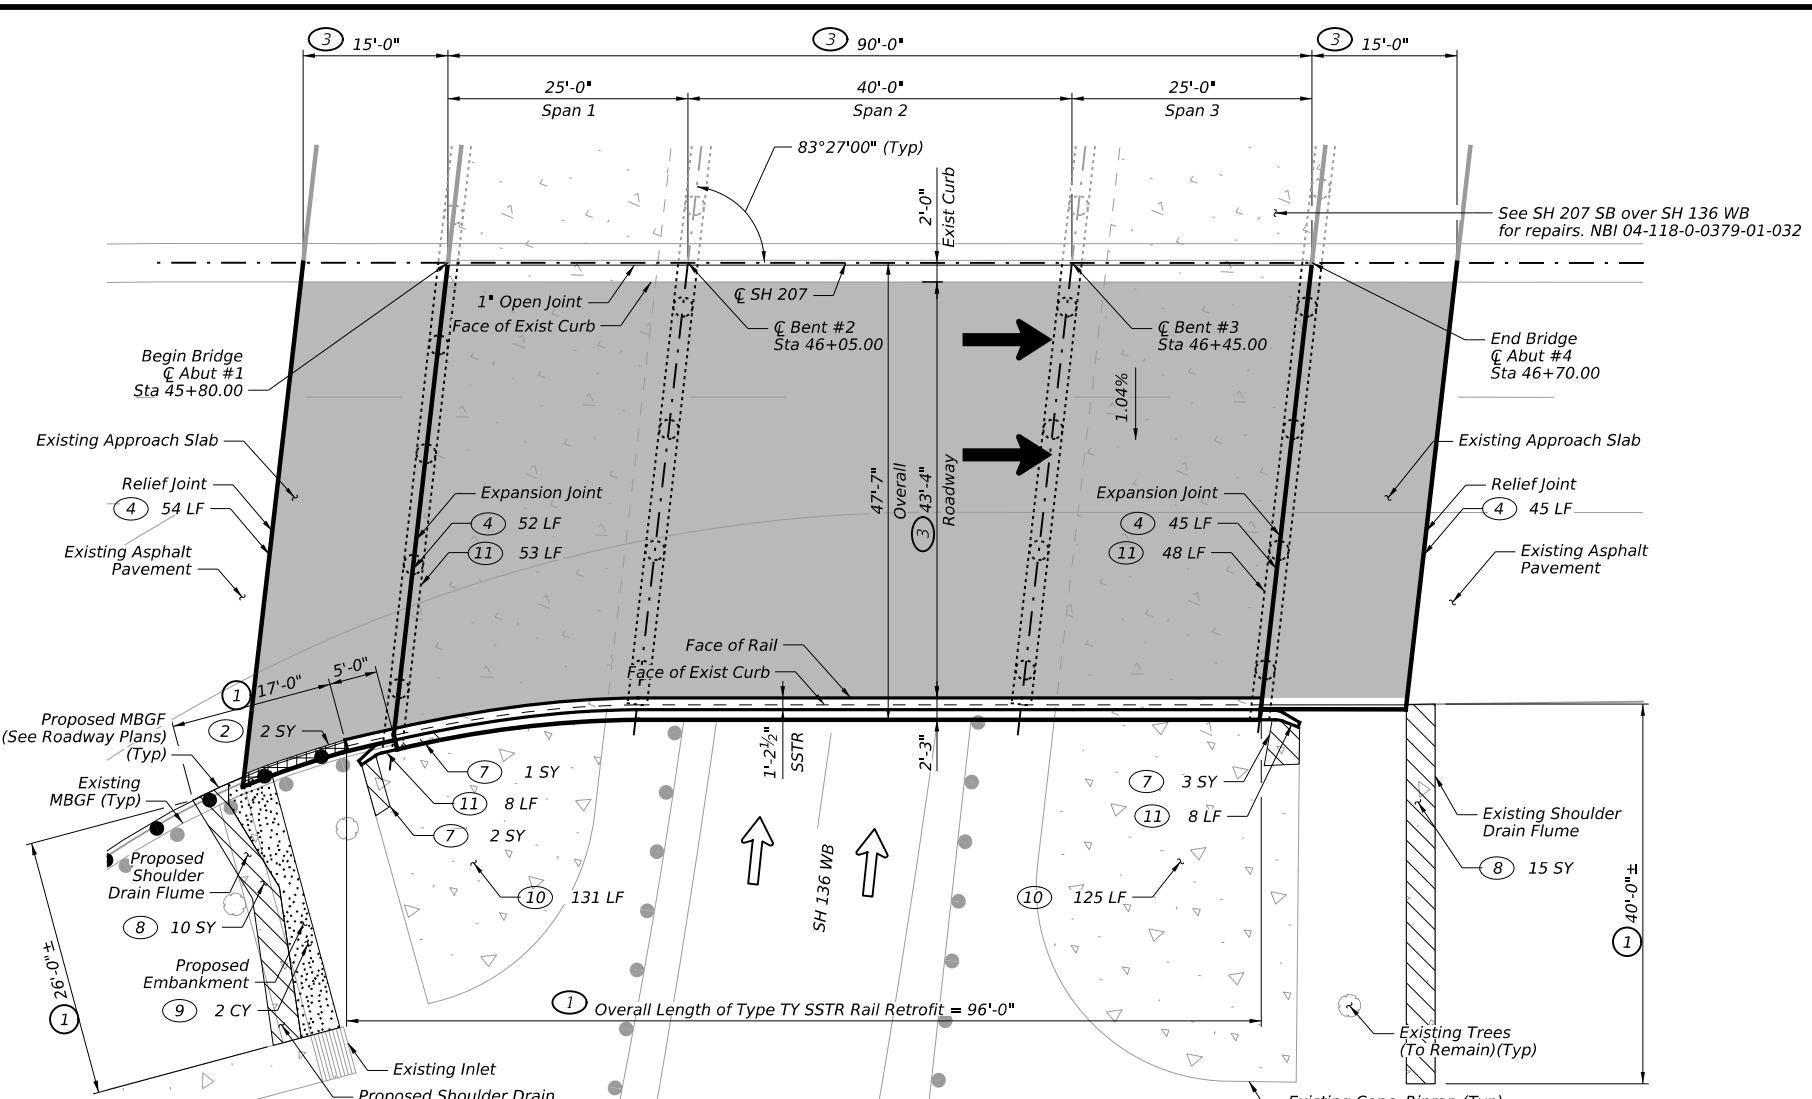 3 15'-0"
3 90'-0"
3 15'-0"
25'-0"
Span 1
40'-0"
Span 2
25'-0"
Span 3
83°27'00" (Typ)
2'-0"
Exist Curb
See SH 207 SB over SH 136 WB
for repairs. NBI 04-118-0-0379-01-032
1" Open Joint
Face of Exist Curb
℄ SH 207
℄ Bent #2
Sta 46+05.00
℄ Bent #3
Sta 46+45.00
Begin Bridge
℄ Abut #1
Sta 45+80.00
End Bridge
℄ Abut #4
Sta 46+70.00
1.04%
Existing Approach Slab
Existing Approach Slab
Relief Joint
4 54 LF
Expansion Joint
4 52 LF
11 53 LF
47'-7"
Overall
3 43'-4"
Roadway
Expansion Joint
4 45 LF
11 48 LF
Relief Joint
4 45 LF
Existing Asphalt
Pavement
Existing Asphalt
Pavement
Face of Rail
Face of Exist Curb
1 17'-0"
5'-0"
2 2 SY
Proposed MBGF
(See Roadway Plans)
(Typ)
Existing
MBGF (Typ)
1'-2½"
SSTR
2'-3"
7 1 SY
11 8 LF
7 2 SY
7 3 SY
11 8 LF
Existing Shoulder
Drain Flume
8 15 SY
Proposed
Shoulder
Drain Flume
8 10 SY
10 131 LF
SH 136 WB
10 125 LF
1 40'-0"±
Proposed
Embankment
9 2 CY
1 26'-0"±
1 Overall Length of Type TY SSTR Rail Retrofit = 96'-0"
Existing Trees
(To Remain)(Typ)
Existing Inlet
Proposed Shoulder Drain
Existing Conc Riprap (Typ)